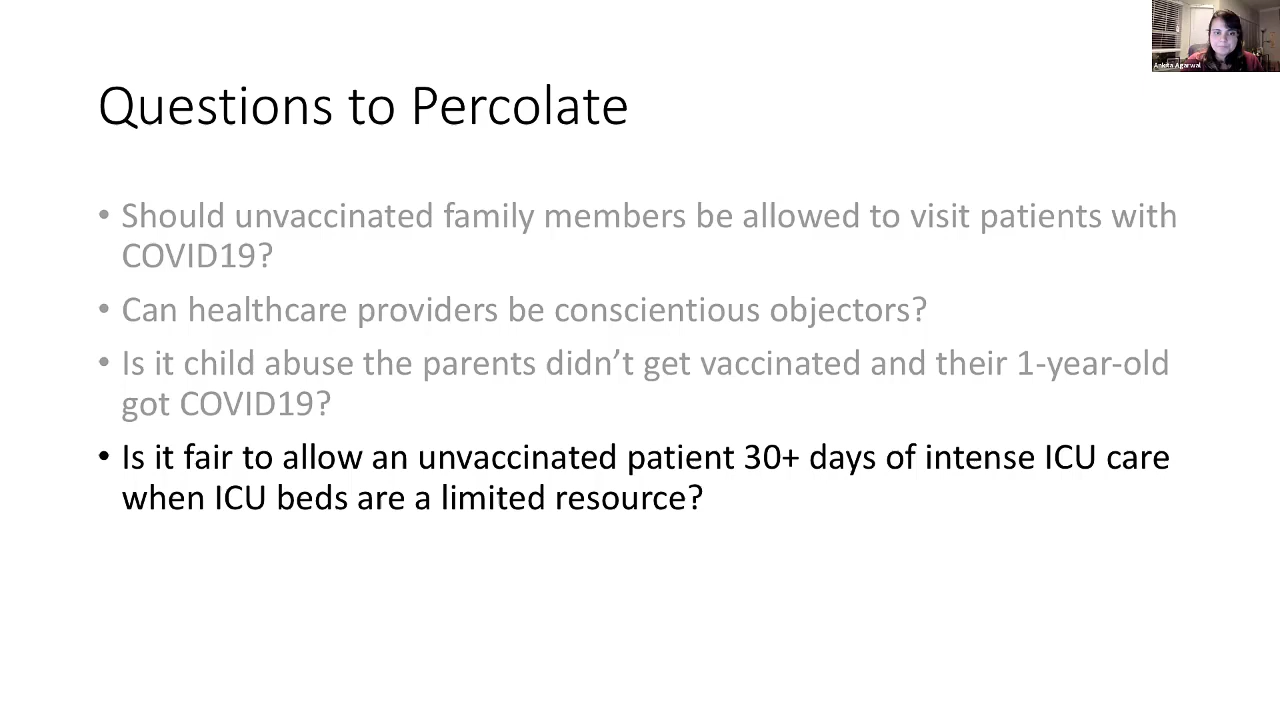 Ankita Agarwal
Questions to Percolate
• Should unvaccinated family members be allowed to visit patients with
COVID19?
• Can healthcare providers be conscientious objectors?
• Is it child abuse the parents didn’t get vaccinated and their 1-year-old
got COVID19?
• Is it fair to allow an unvaccinated patient 30+ days of intense ICU care
when ICU beds are a limited resource?